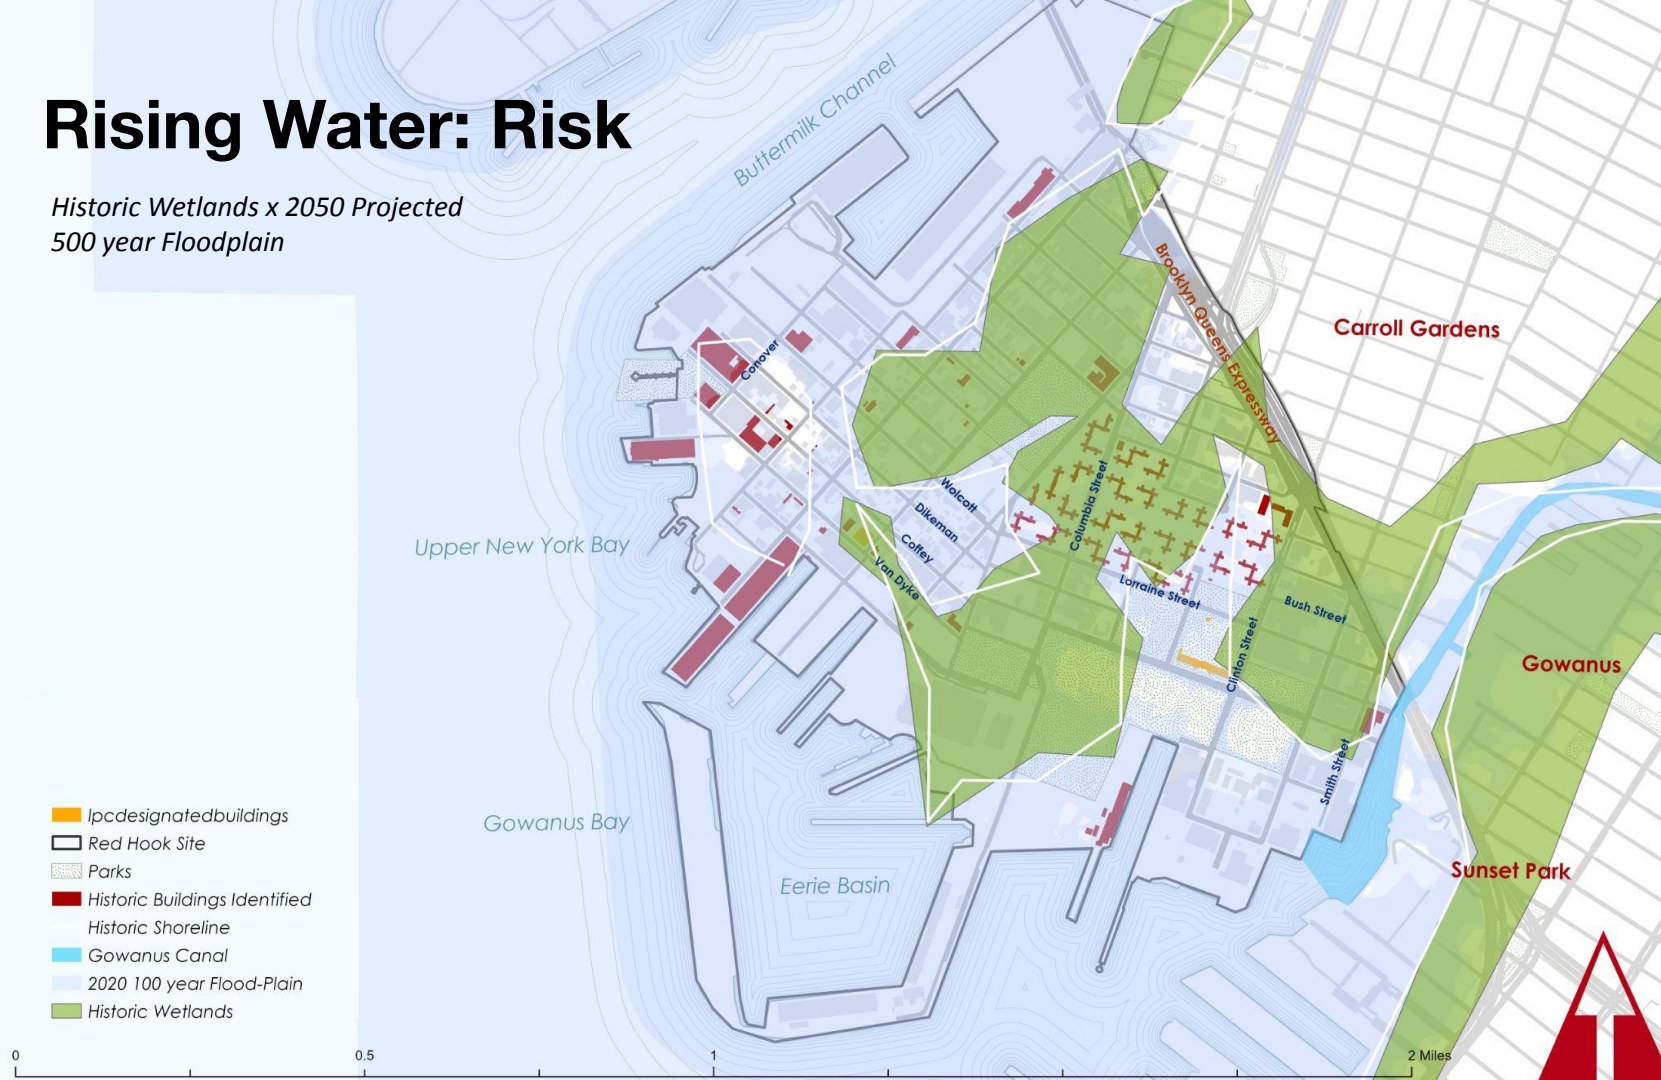 Rising Water: Risk
Historic Wetlands x 2050 Projected
500 year Floodplain
Buttermilk Channel
Brooklyn Queens Expressway
Carroll Gardens
Conover
Wolcott
Dikeman
Coffey
Van Dyke
Columbia Street
Lorraine Street
Clinton Street
Bush Street
Smith Street
Upper New York Bay
Gowanus
Gowanus Bay
Eerie Basin
Sunset Park
lpcdesignatedbuildings
Red Hook Site
Parks
Historic Buildings Identified
Historic Shoreline
Gowanus Canal
2020 100 year Flood-Plain
Historic Wetlands
0
0.5
1
2 Miles